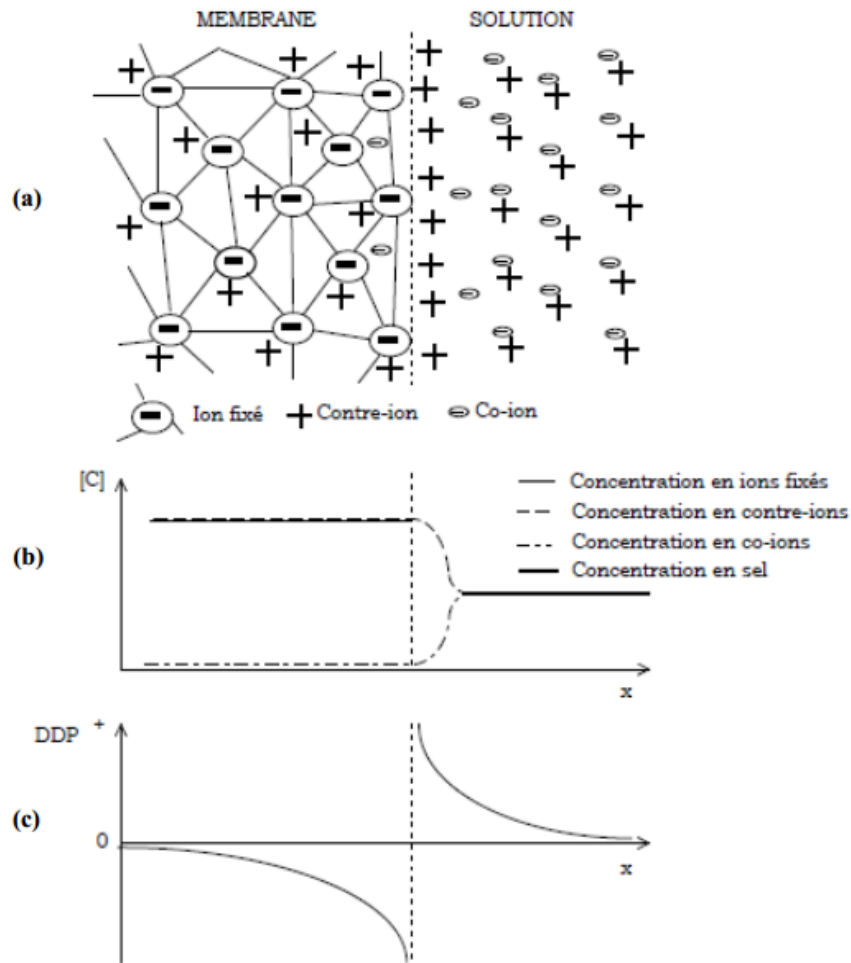 MEMBRANE SOLUTION
(a)
Ion fixé Contre-ion Co-ion
[C]
Concentration en ions fixés
Concentration en contre-ions
Concentration en co-ions
Concentration en sel
(b)
x
DDP +
(c)
0
x